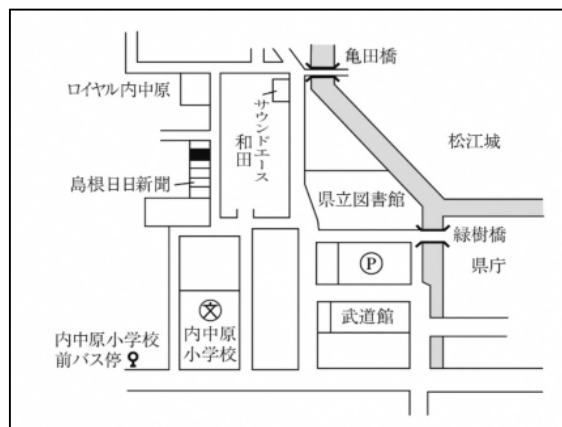 亀田橋
ロイヤル内中原
サウンドエース
和田
松江城
島根日日新聞
県立図書館
緑樹橋
県庁
P
文
武道館
内中原
小学校
内中原小学校
前バス停